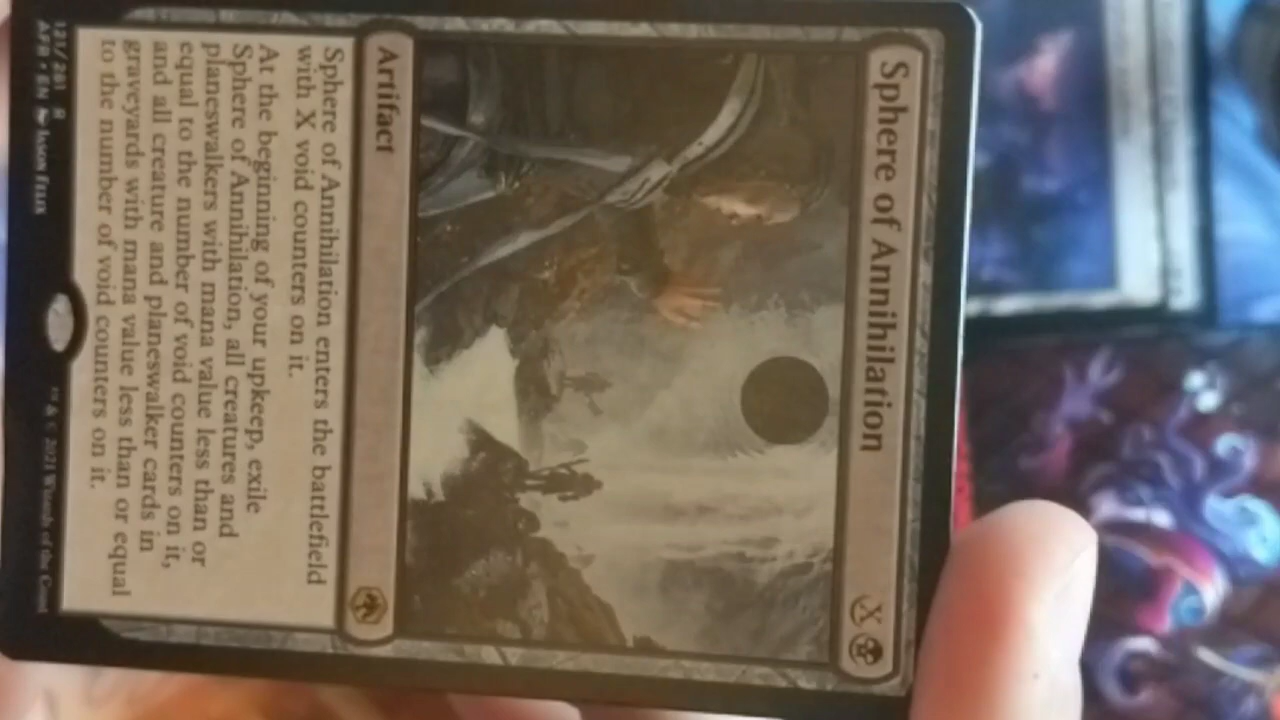 Sphere of Annihilation
X
Artifact
Sphere of Annihilation enters the battlefield
with X void counters on it.
At the beginning of your upkeep, exile
Sphere of Annihilation, all creatures and
planeswalkers with mana value less than or
equal to the number of void counters on it,
and all creature and planeswalker cards in
graveyards with mana value less than or equal
to the number of void counters on it.
121/281 R
AFR • EN Jason Felix
™ & © 2021 Wizards of the Coast